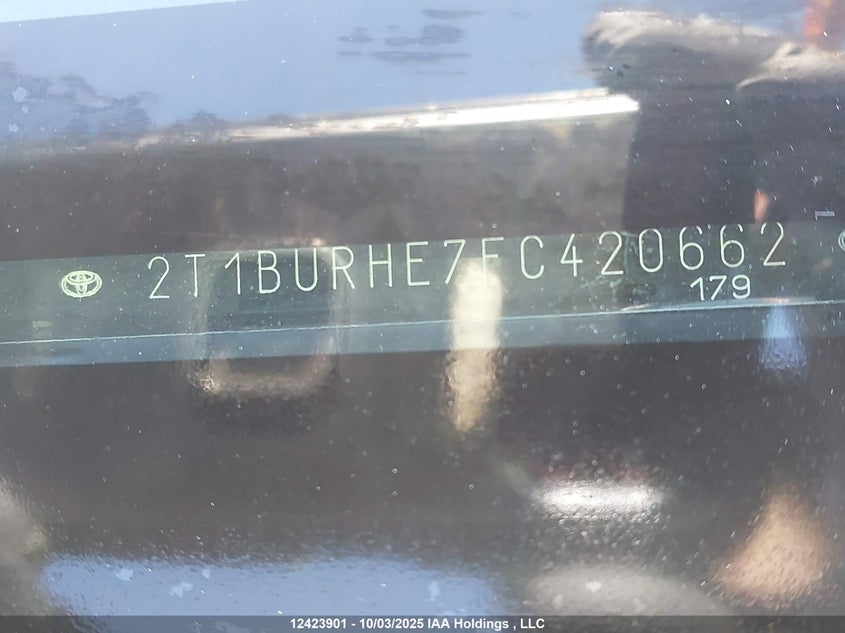 2T1BURHE7FC420662
179
12423901 - 10/03/2025 IAA Holdings , LLC